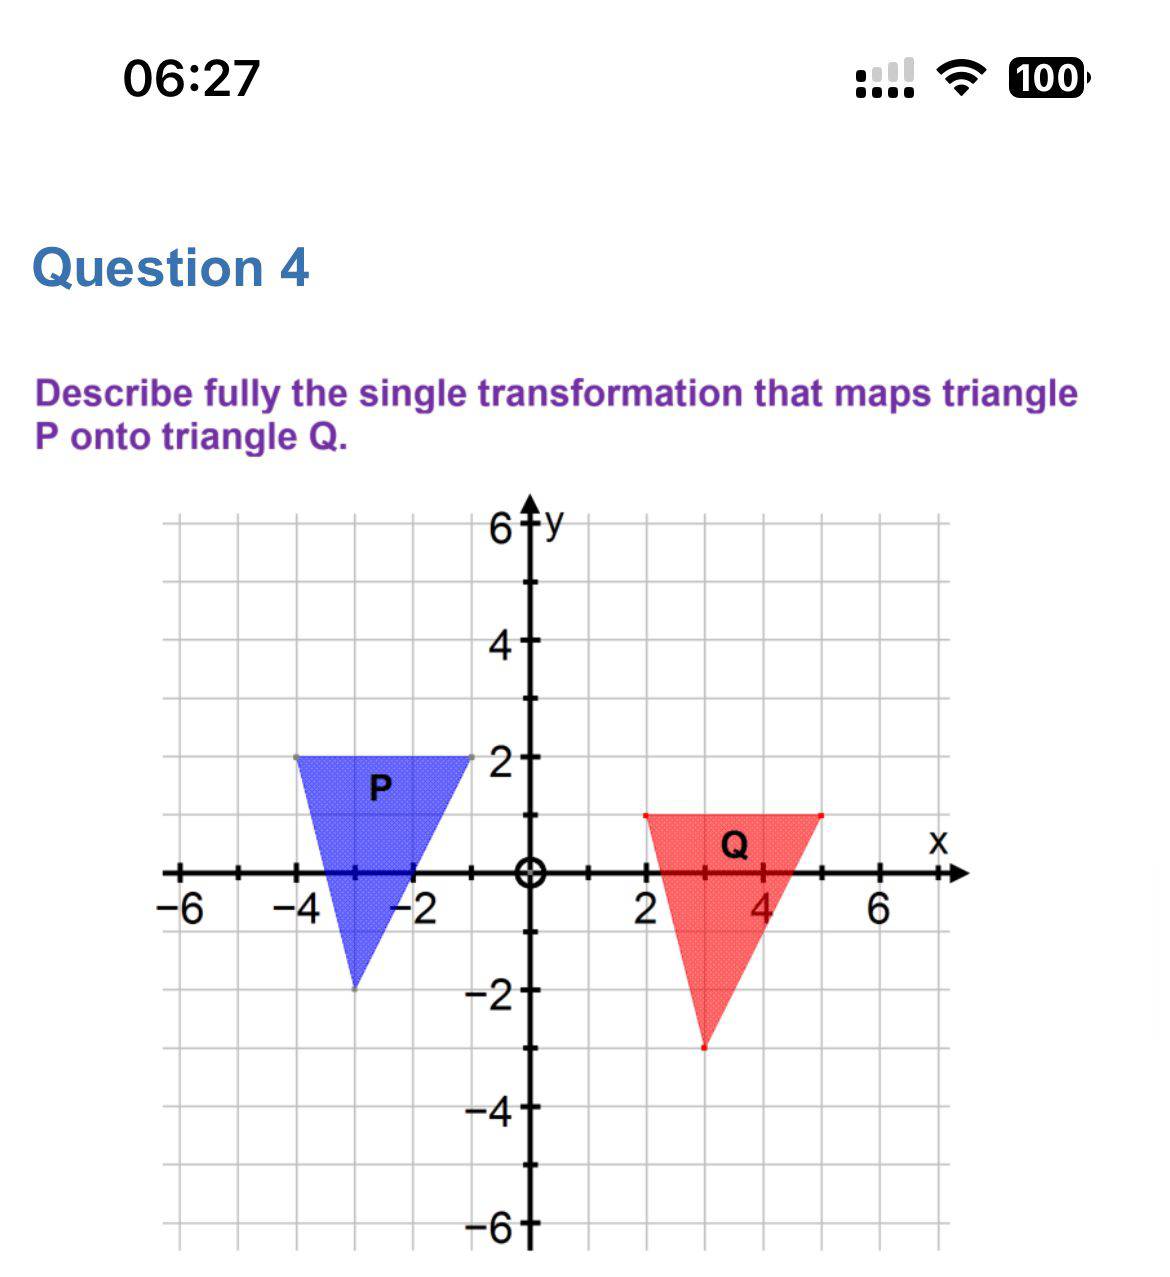 06:27
100
Question 4
Describe fully the single transformation that maps triangle
P onto triangle Q.
6 y
4
2
P
Q
x
−6 −4 −2 2 4 6
−2
−4
−6